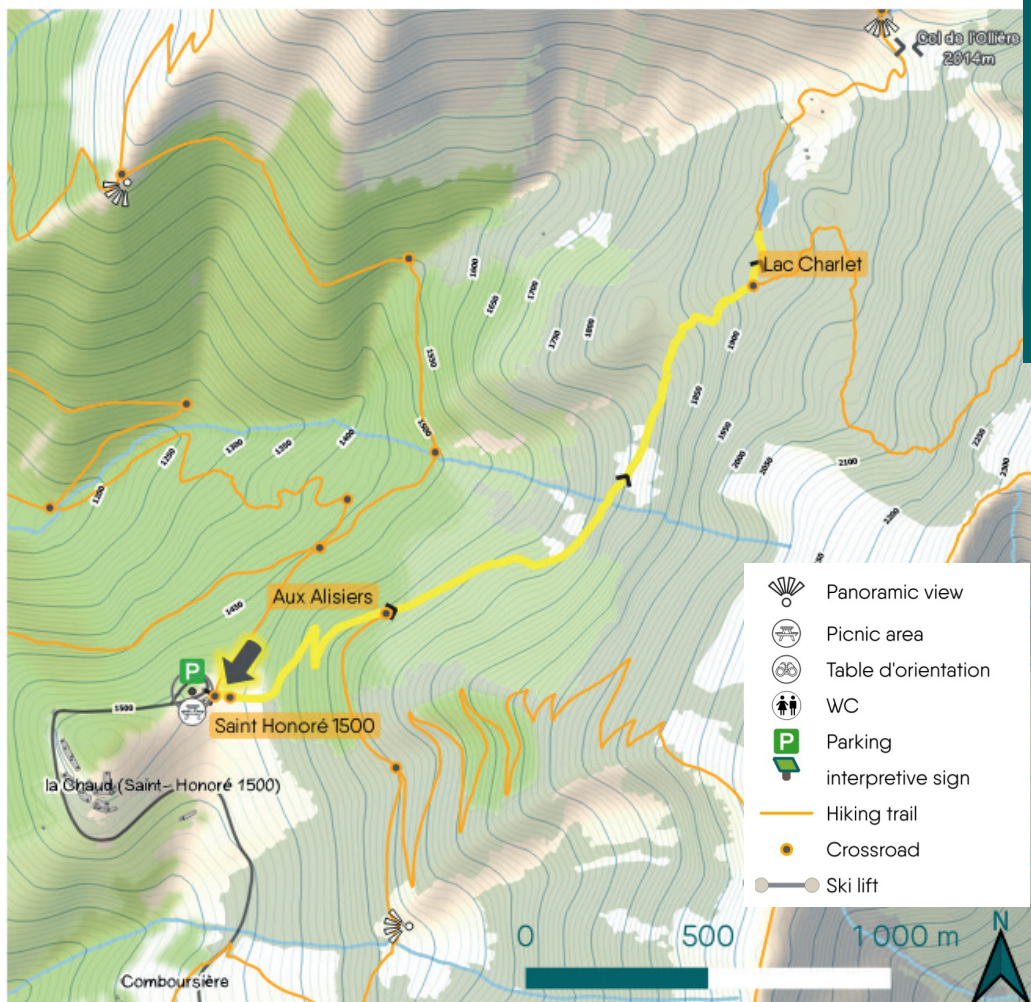 Col de l'Ollière
2014m
Lac Charlet
1600
1650
1700
1750
1800
1900
1850
1550
1500
1950
2000
2050
2100
2250
2300
2200
1400
1350
1300
1250
1200
1450
Aux Alisiers
P
1500
Saint Honoré 1500
la Chaud (Saint-Honoré 1500)
Comboursière
Panoramic view
Picnic area
Table d'orientation
WC
P
Parking
interpretive sign
Hiking trail
Crossroad
Ski lift
0 500 1 000 m
N